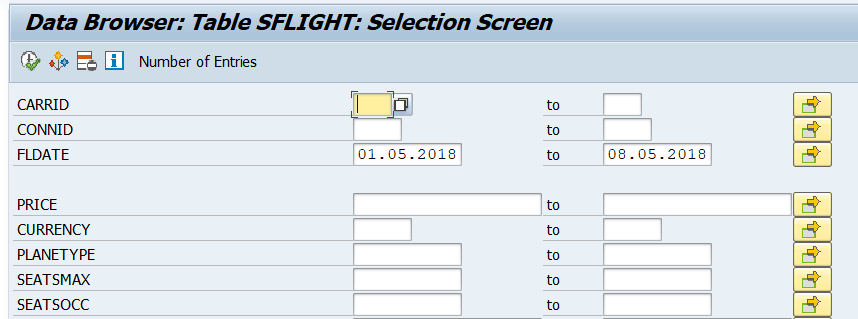 Data Browser: Table SFLIGHT: Selection Screen
Number of Entries
CARRID to
CONNID to
FLDATE 01.05.2018 to 08.05.2018
PRICE to
CURRENCY to
PLANETYPE to
SEATSMAX to
SEATSOCC to